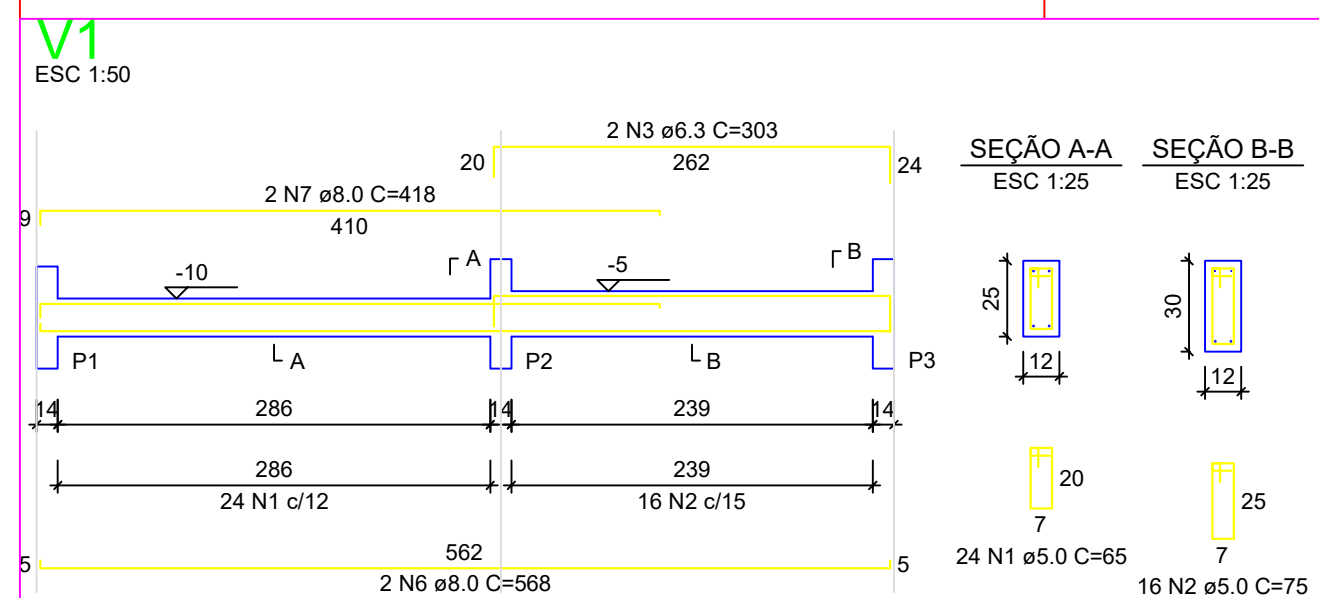 V1
ESC 1:50
2 N3 ø6.3 C=303
20
262
24
SEÇÃO A-A
SEÇÃO B-B
ESC 1:25
ESC 1:25
2 N7 ø8.0 C=418
9
410
A
B
-10
-5
25
30
12
12
P1
A
P2
B
P3
14
286
14
239
14
286
239
24 N1 c/12
16 N2 c/15
20
25
7
7
24 N1 ø5.0 C=65
16 N2 ø5.0 C=75
5
562
5
2 N6 ø8.0 C=568